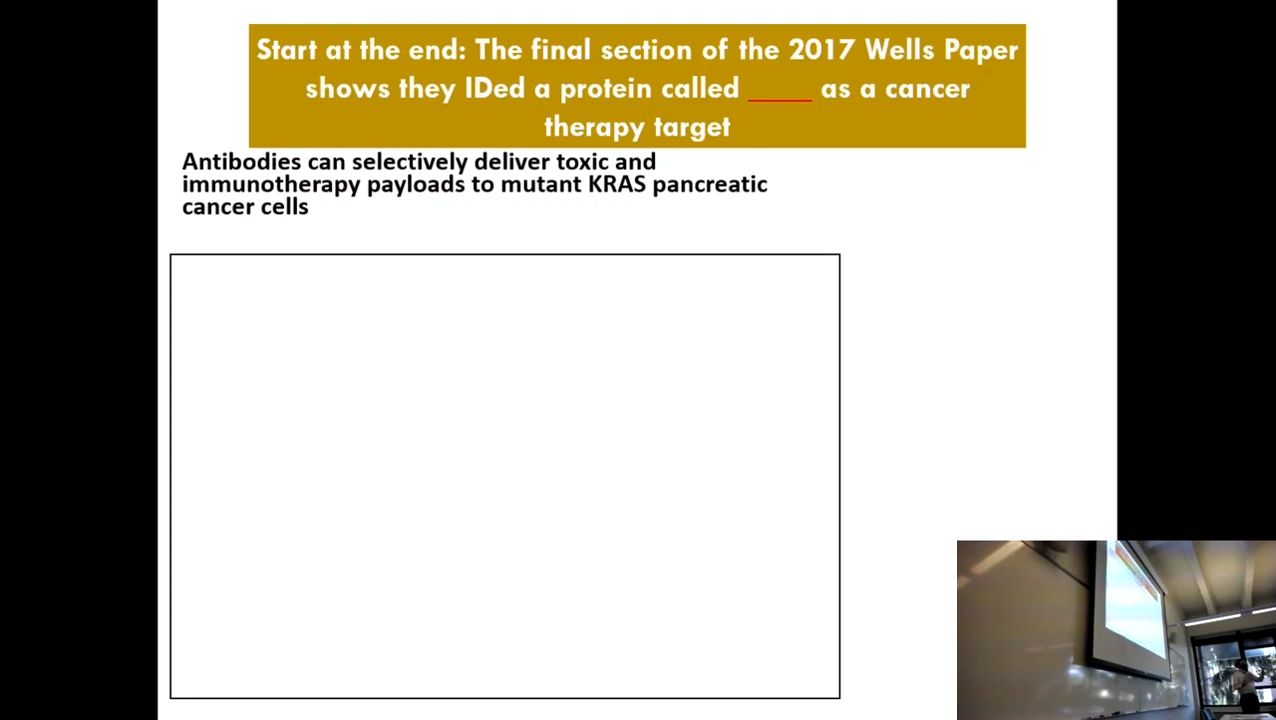 Start at the end: The final section of the 2017 Wells Paper
shows they IDed a protein called _____ as a cancer
therapy target
Antibodies can selectively deliver toxic and
immunotherapy payloads to mutant KRAS pancreatic
cancer cells